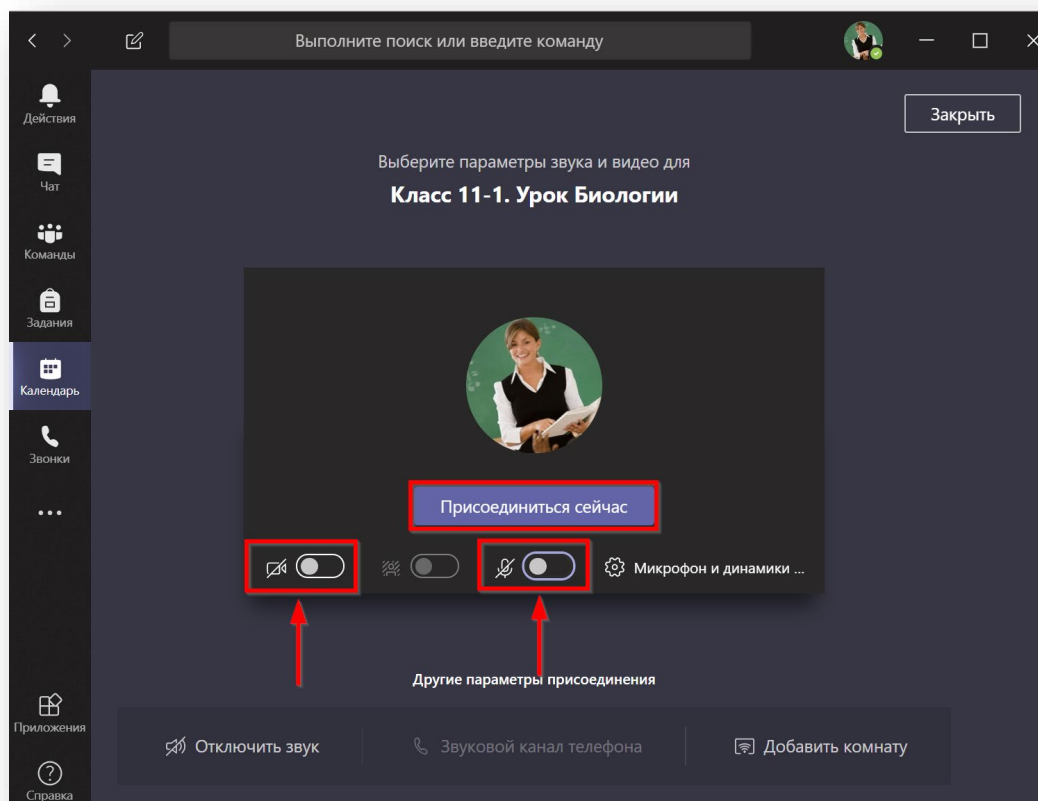 Выполните поиск или введите команду
Действия
Чат
Команды
Задания
Календарь
Звонки
Приложения
Справка
Закрыть
Выберите параметры звука и видео для
Класс 11-1. Урок Биологии
Присоединиться сейчас
Микрофон и динамики ...
Другие параметры присоединения
Отключить звук
Звуковой канал телефона
Добавить комнату